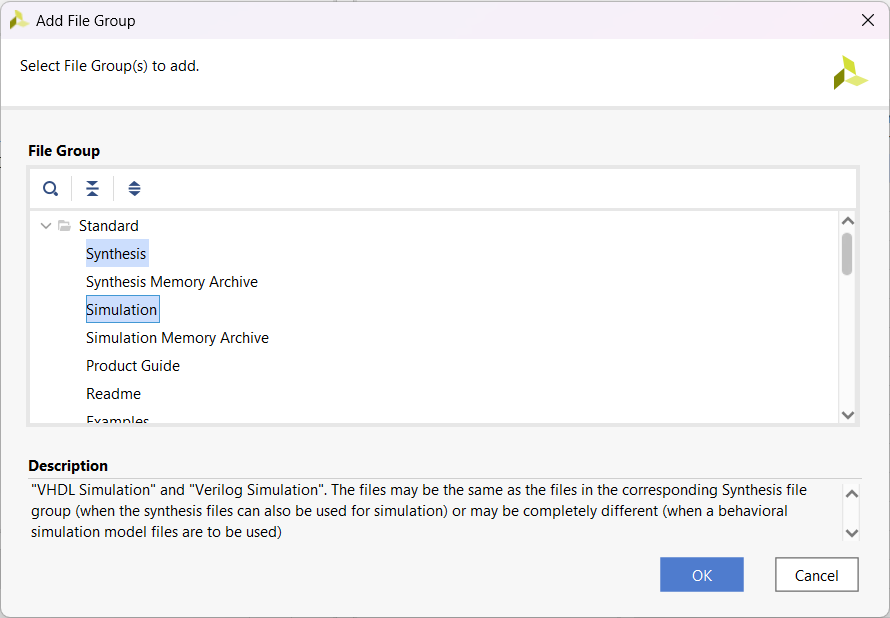 Add File Group
Select File Group(s) to add.
File Group
Standard
Synthesis
Synthesis Memory Archive
Simulation
Simulation Memory Archive
Product Guide
Readme
Examples
Description
"VHDL Simulation" and "Verilog Simulation". The files may be the same as the files in the corresponding Synthesis file
group (when the synthesis files can also be used for simulation) or may be completely different (when a behavioral
simulation model files are to be used)
OK
Cancel